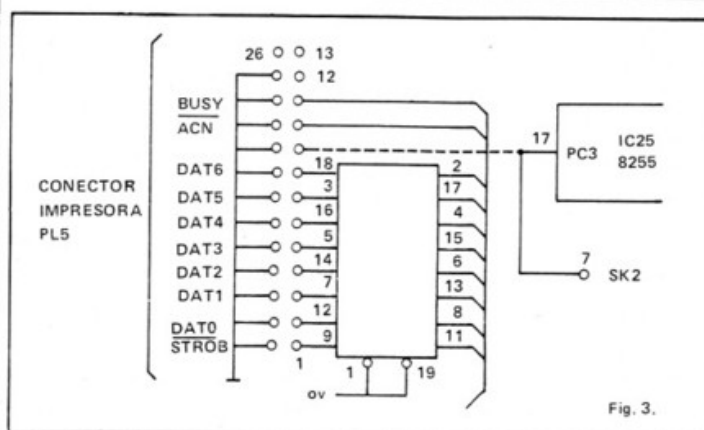 26 13
12
BUSY
ACN
17 PC3 IC25
8255
DAT6 18 2
CONECTOR
IMPRESORA
PL5
DAT5 3 17
DAT4 16 4
DAT3 5 15
DAT2 14 6
DAT1 7 13
7 SK2
DAT0 12 8
STROB 9 11
1 1 19
ov
Fig. 3.